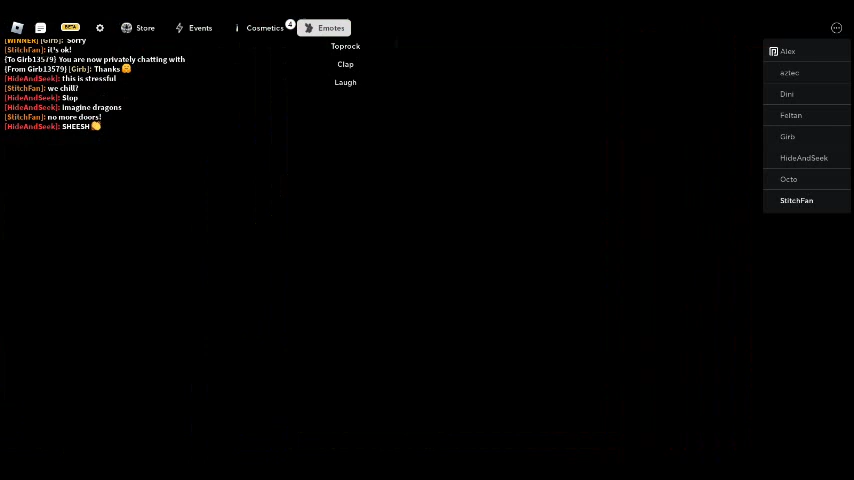 BETA
Store
Events
Cosmetics
4
Emotes
[WINNER] [Girb]: Sorry
[StitchFan]: it's ok!
{To Girb13579} You are now privately chatting with
{From Girb13579} [Girb]: Thanks 🤗
[HideAndSeek]: this is stressful
[StitchFan]: we chill?
[HideAndSeek]: Stop
[HideAndSeek]: imagine dragons
[StitchFan]: no more doors!
[HideAndSeek]: SHEESH 👏
Toprock
Clap
Laugh
Alex
aztec
Dini
Feltan
Girb
HideAndSeek
Octo
StitchFan